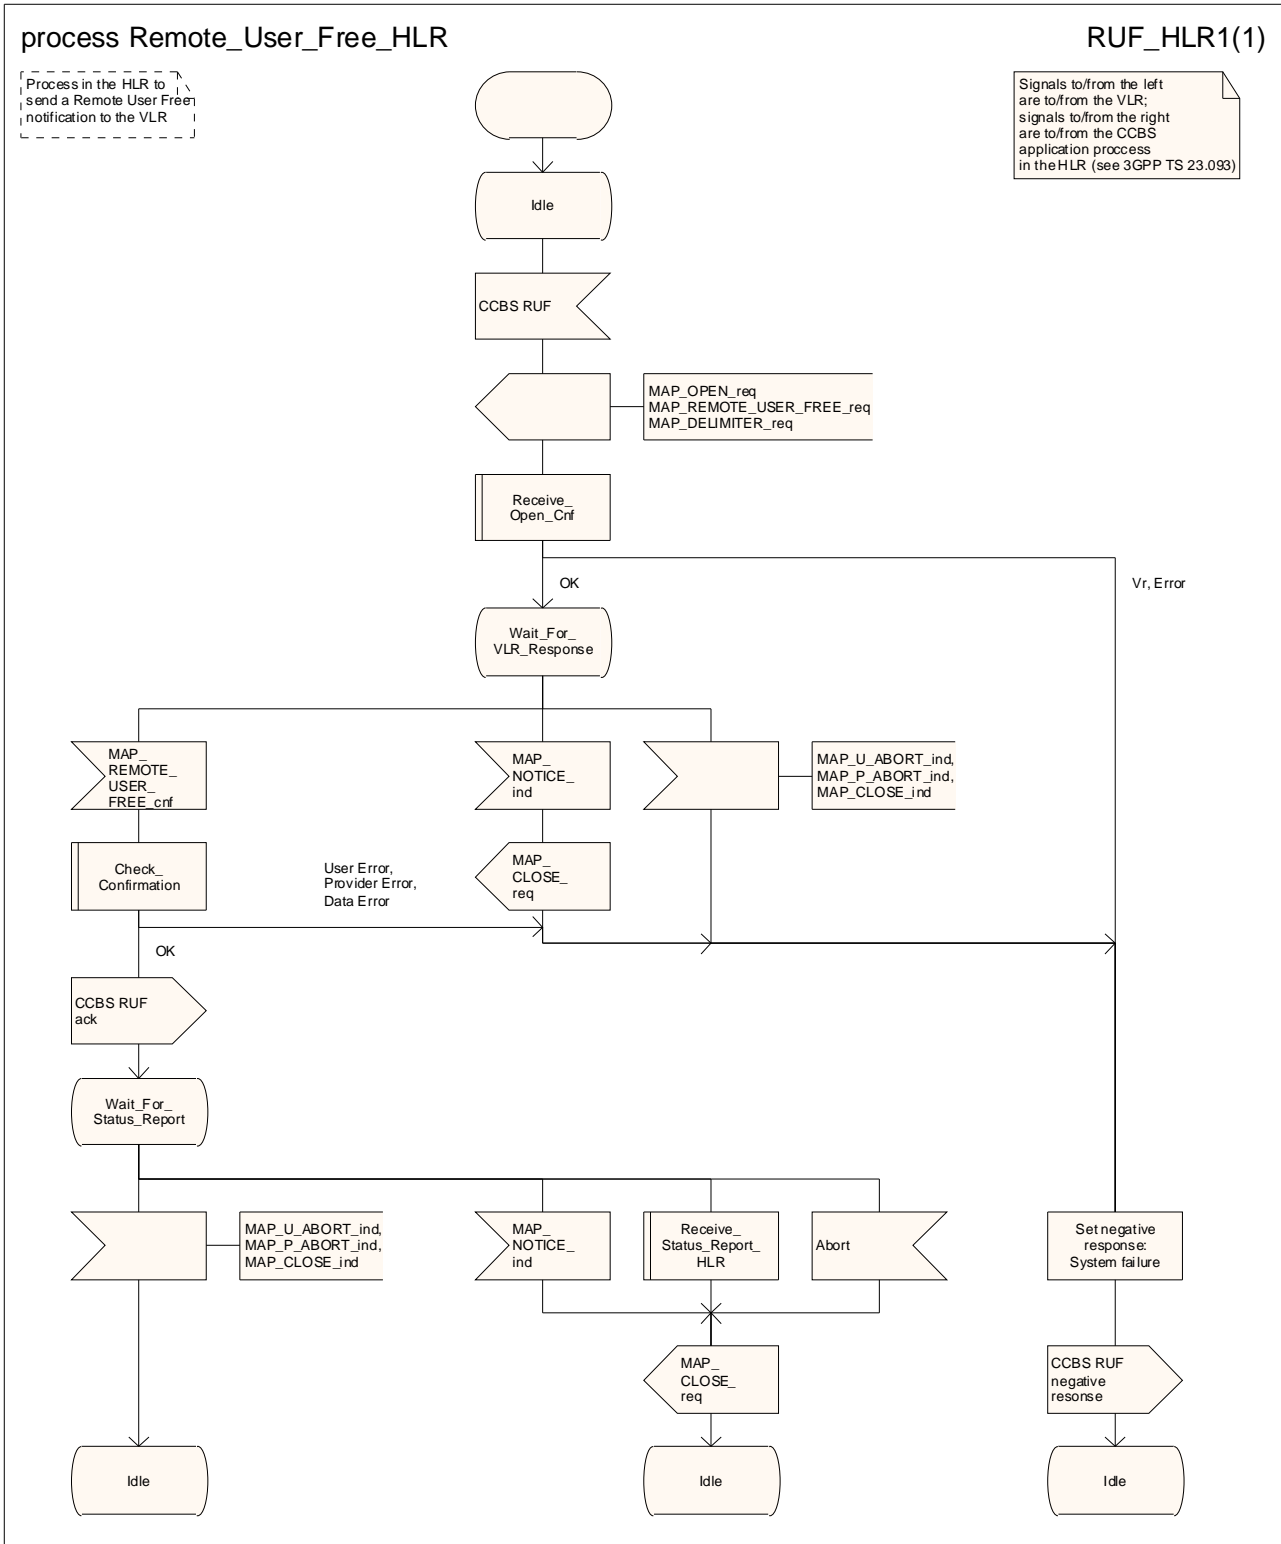 process Remote_User_Free_HLR
RUF_HLR1(1)
Process in the HLR to
send a Remote User Free
notification to the VLR
Signals to/from the left
are to/from the VLR;
signals to/from the right
are to/from the CCBS
application proccess
in the HLR (see 3GPP TS 23.093)
Idle
CCBS RUF
MAP_OPEN_req
MAP_REMOTE_USER_FREE_req
MAP_DELIMITER_req
Receive_
Open_Cnf
OK
Vr, Error
Wait_For_
VLR_Response
MAP_
REMOTE_
USER_
FREE_cnf
MAP_
NOTICE_
ind
MAP_U_ABORT_ind,
MAP_P_ABORT_ind,
MAP_CLOSE_ind
Check_
Confirmation
User Error,
Provider Error,
Data Error
MAP_
CLOSE_
req
OK
CCBS RUF
ack
Wait_For_
Status_Report
MAP_U_ABORT_ind,
MAP_P_ABORT_ind,
MAP_CLOSE_ind
MAP_
NOTICE_
ind
Receive_
Status_Report_
HLR
Abort
Set negative
response:
System failure
MAP_
CLOSE_
req
CCBS RUF
negative
resonse
Idle
Idle
Idle